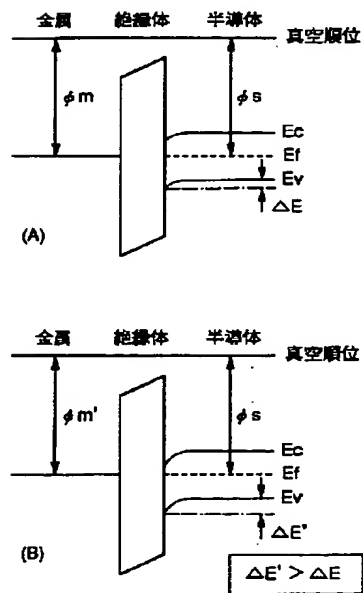 金属 絶縁体 半導体
真空順位
φm φs
Ec
Ef
Ev
ΔE
(A)
金属 絶縁体 半導体
真空順位
φm' φs
Ec
Ef
Ev
ΔE'
(B)
ΔE' > ΔE